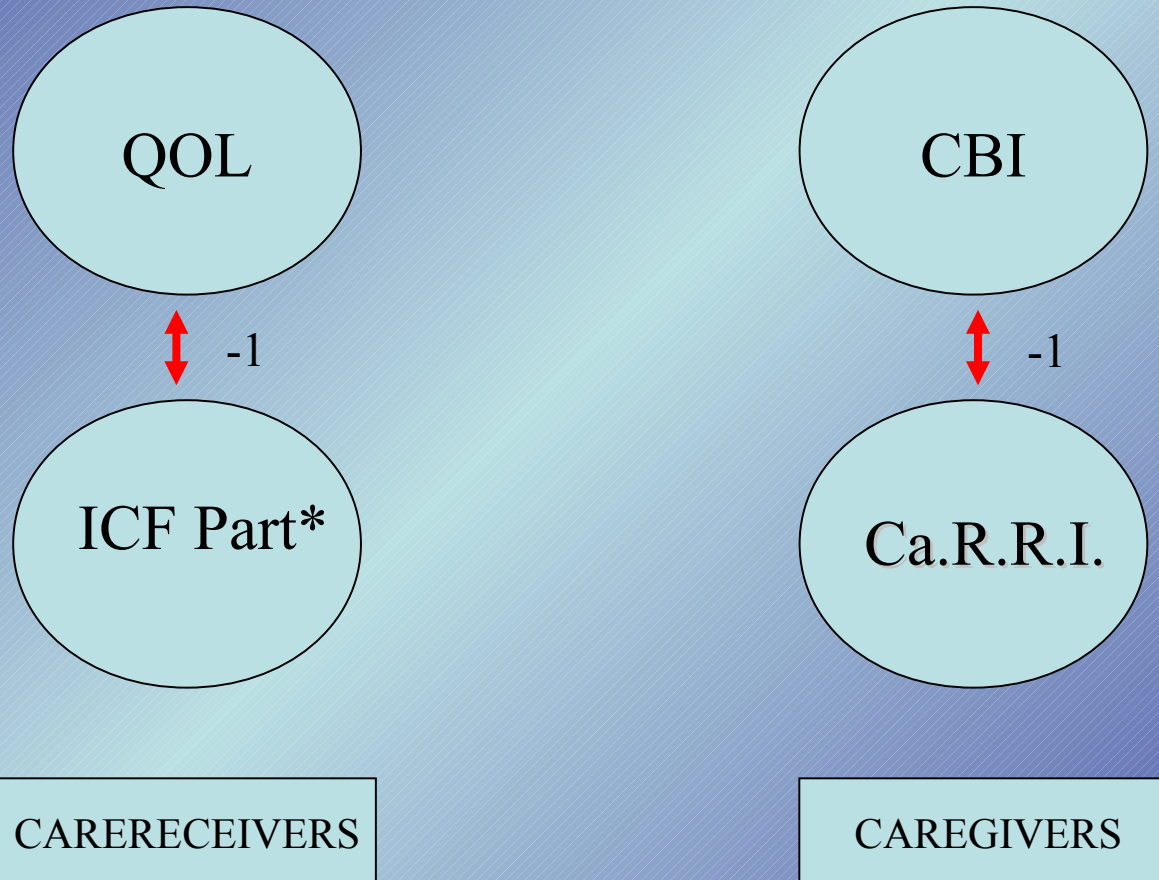 QOL
-1
ICF Part*
CARERECEIVERS
CBI
-1
Ca.R.R.I.
CAREGIVERS